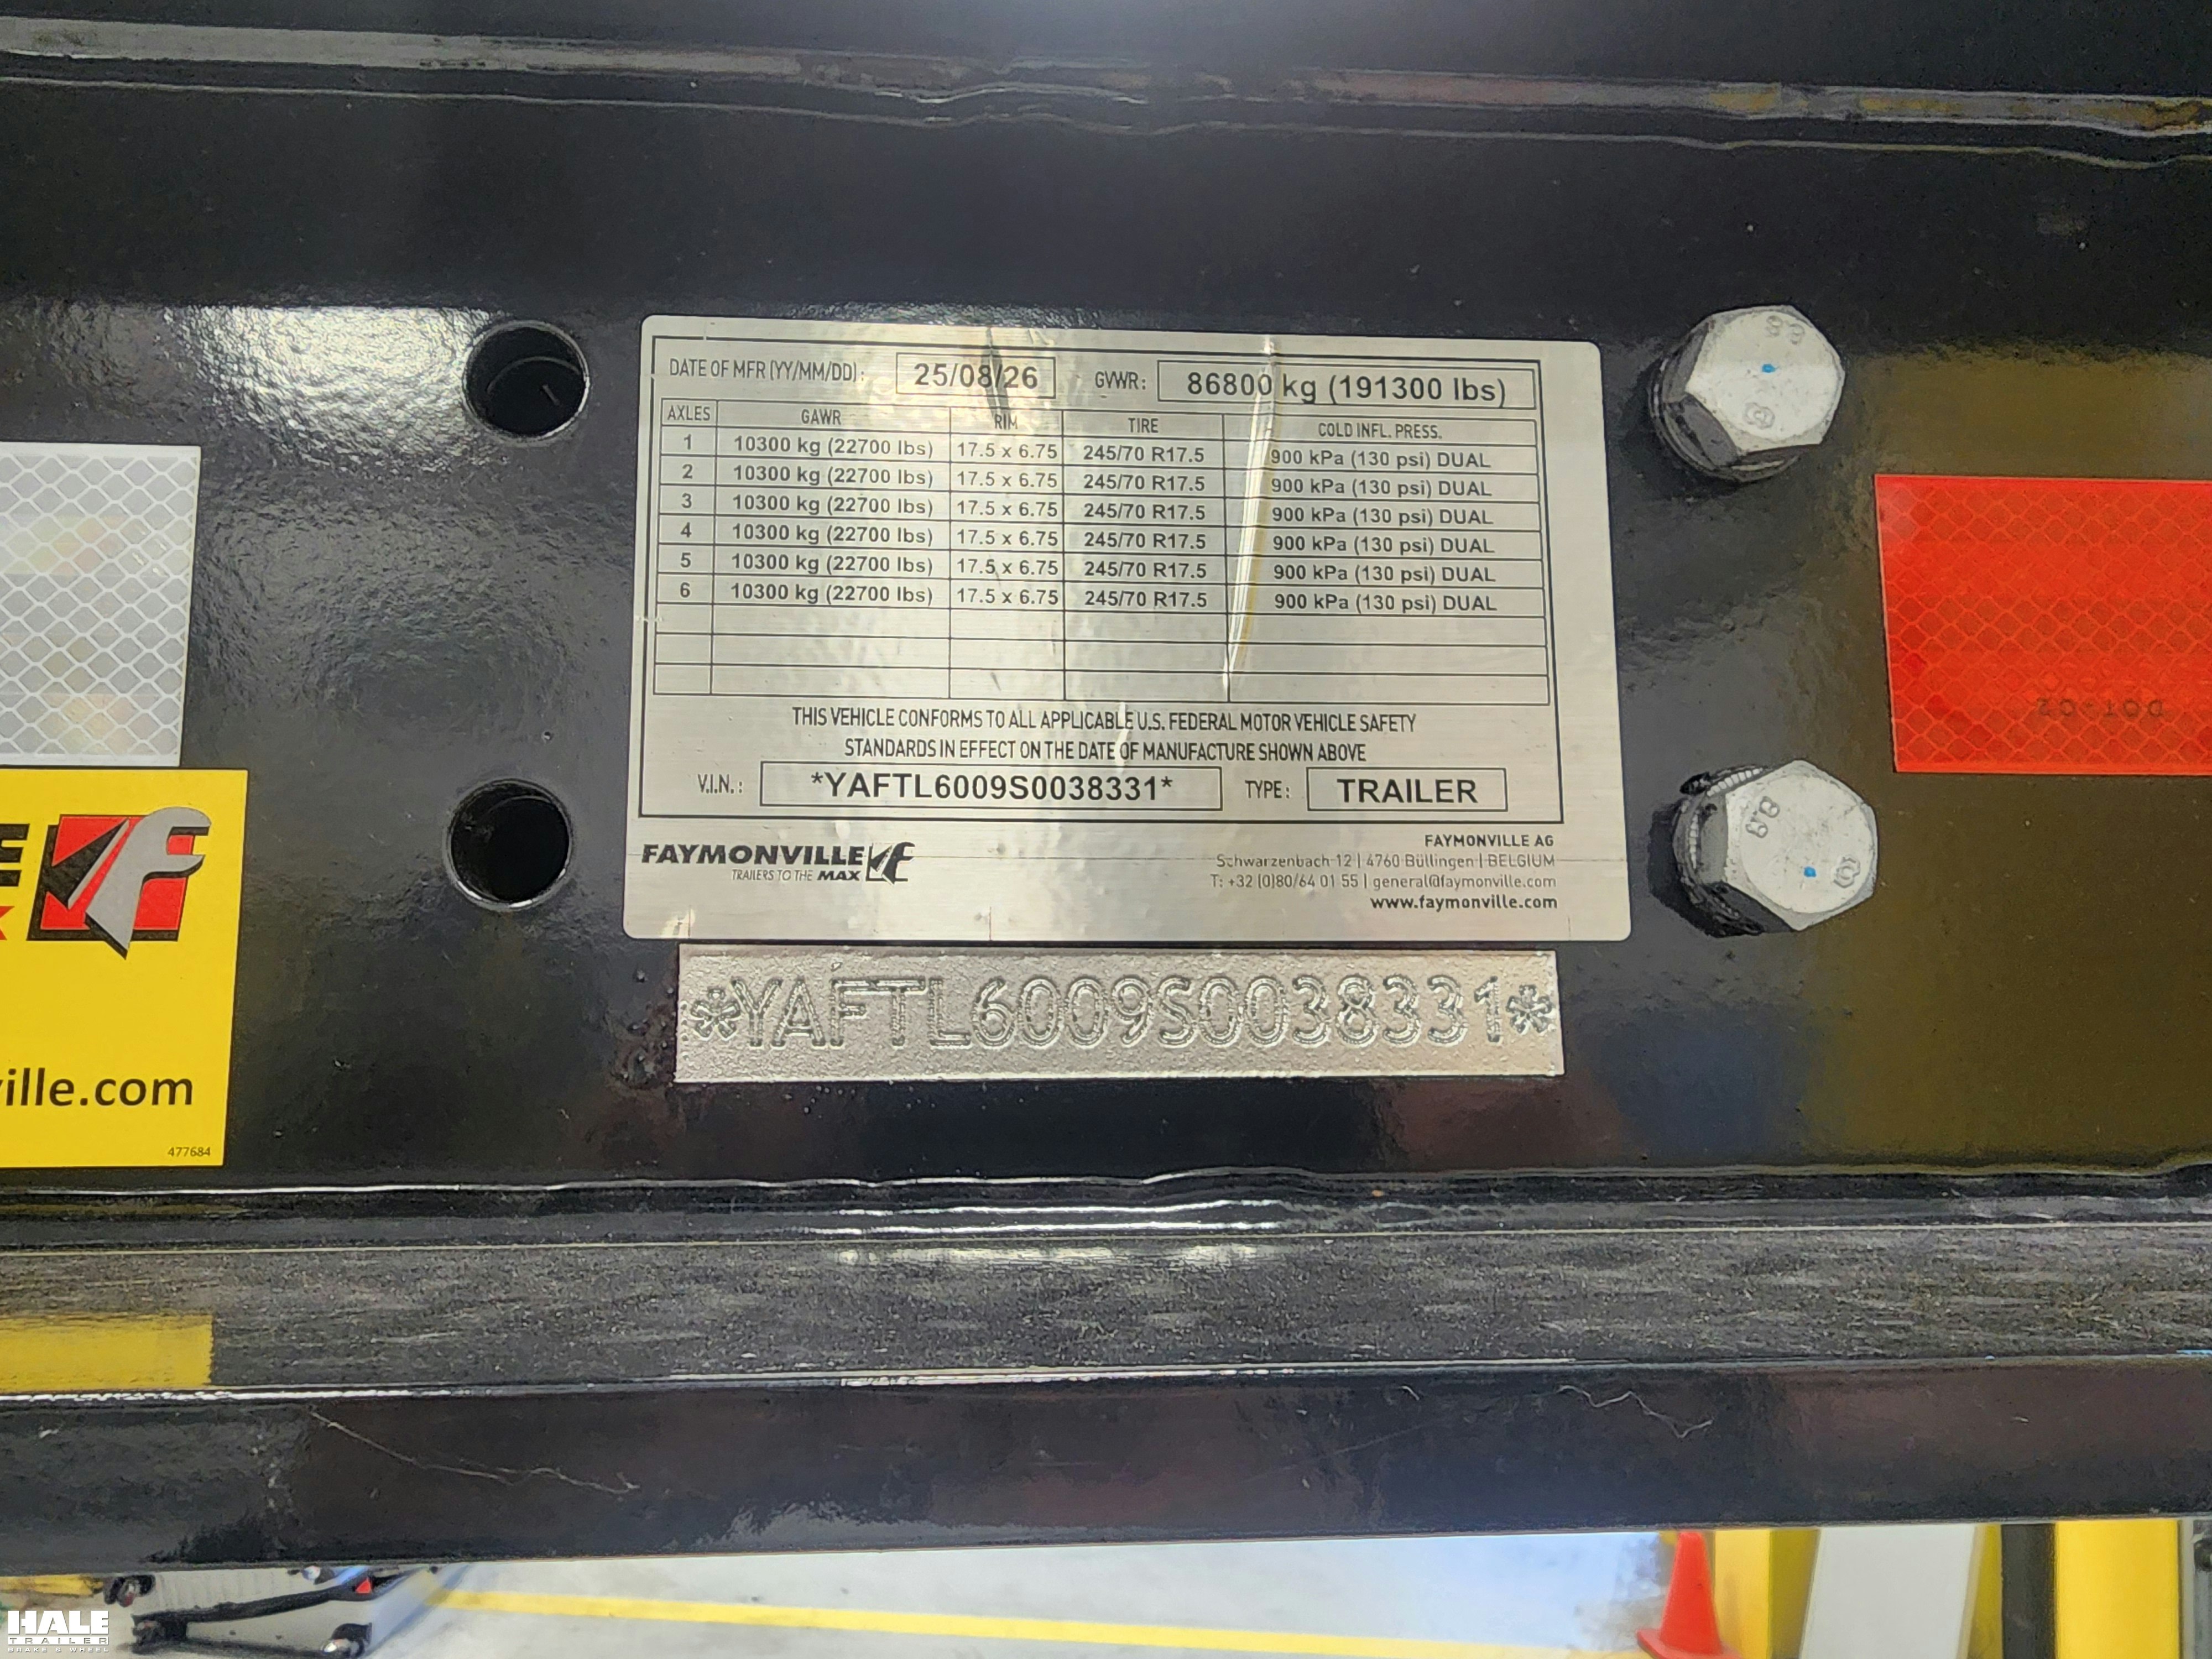 DATE OF MFR (YY/MM/DD): 25/08/26 GVWR: 86800 kg (191300 lbs)
AXLES GAWR RIM TIRE COLD INFL. PRESS.
1 10300 kg (22700 lbs) 17.5 x 6.75 245/70 R17.5 900 kPa (130 psi) DUAL
2 10300 kg (22700 lbs) 17.5 x 6.75 245/70 R17.5 900 kPa (130 psi) DUAL
3 10300 kg (22700 lbs) 17.5 x 6.75 245/70 R17.5 900 kPa (130 psi) DUAL
4 10300 kg (22700 lbs) 17.5 x 6.75 245/70 R17.5 900 kPa (130 psi) DUAL
5 10300 kg (22700 lbs) 17.5 x 6.75 245/70 R17.5 900 kPa (130 psi) DUAL
6 10300 kg (22700 lbs) 17.5 x 6.75 245/70 R17.5 900 kPa (130 psi) DUAL
THIS VEHICLE CONFORMS TO ALL APPLICABLE U.S. FEDERAL MOTOR VEHICLE SAFETY
STANDARDS IN EFFECT ON THE DATE OF MANUFACTURE SHOWN ABOVE
V.I.N.: *YAFTL6009S0038331* TYPE: TRAILER
FAYMONVILLE
TRAILERS TO THE MAX
FAYMONVILLE AG
Schwarzenbach 12 | 4760 Büllingen | BELGIUM
T: +32 (0)80/64 01 55 | general@faymonville.com
www.faymonville.com
*YAFTL6009S0038331*
ille.com
477684
8.8
8.8
DOT-C2
HALE
TRAILER
BRAKE & WHEEL